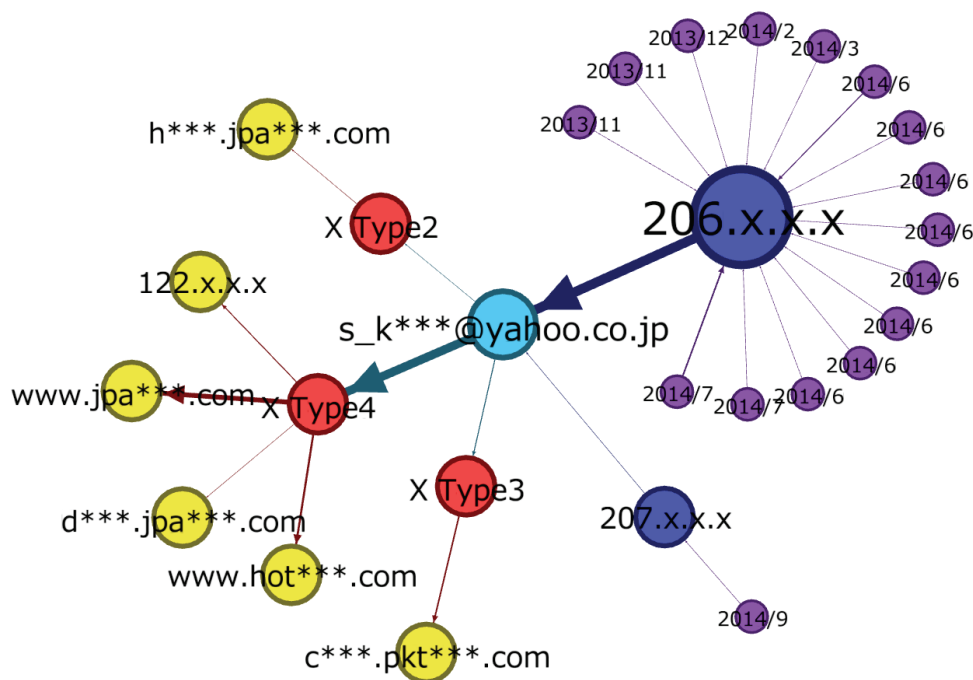 2014/2
2013/12
2014/3
2013/11
2014/6
2013/11
2014/6
h***.jpa***.com
2014/6
206.x.x.x
X Type2
2014/6
122.x.x.x
2014/6
s_k***@yahoo.co.jp
2014/6
2014/6
www.jpa***.com
2014/7
2014/6
2014/7
X Type4
X Type3
207.x.x.x
d***.jpa***.com
www.hot***.com
2014/9
c***.pkt***.com